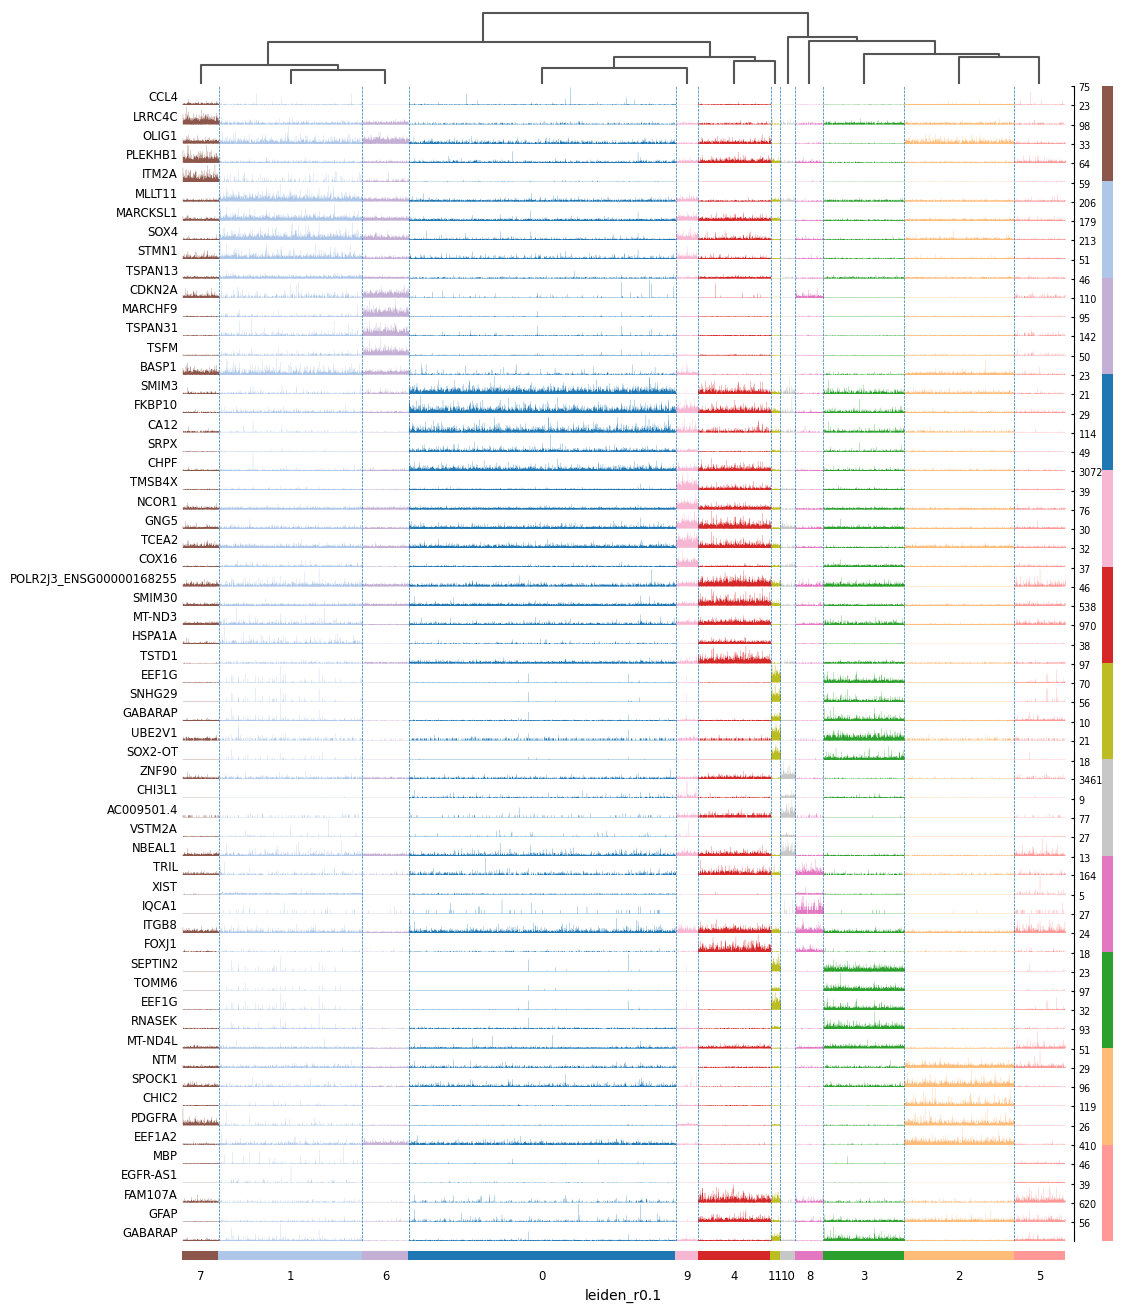 CCL4 75
LRRC4C 23
OLIG1 98
PLEKHB1 33
ITM2A 64
MLLT11 59
MARCKSL1 206
SOX4 179
STMN1 213
TSPAN13 51
CDKN2A 46
MARCHF9 110
TSPAN31 95
TSFM 142
BASP1 50
SMIM3 23
FKBP10 21
CA12 29
SRPX 114
CHPF 49
TMSB4X 3072
NCOR1 39
GNG5 76
TCEA2 30
COX16 32
POLR2J3_ENSG00000168255 37
SMIM30 46
MT-ND3 538
HSPA1A 970
TSTD1 38
EEF1G 97
SNHG29 70
GABARAP 56
UBE2V1 10
SOX2-OT 21
ZNF90 18
CHI3L1 3461
AC009501.4 9
VSTM2A 77
NBEAL1 27
TRIL 13
XIST 164
IQCA1 5
ITGB8 27
FOXJ1 24
SEPTIN2 18
TOMM6 23
EEF1G 97
RNASEK 32
MT-ND4L 93
NTM 51
SPOCK1 29
CHIC2 96
PDGFRA 119
EEF1A2 26
MBP 410
EGFR-AS1 46
FAM107A 39
GFAP 620
GABARAP 56
7 1 6 0 9 4 11 10 8 3 2 5
leiden_r0.1